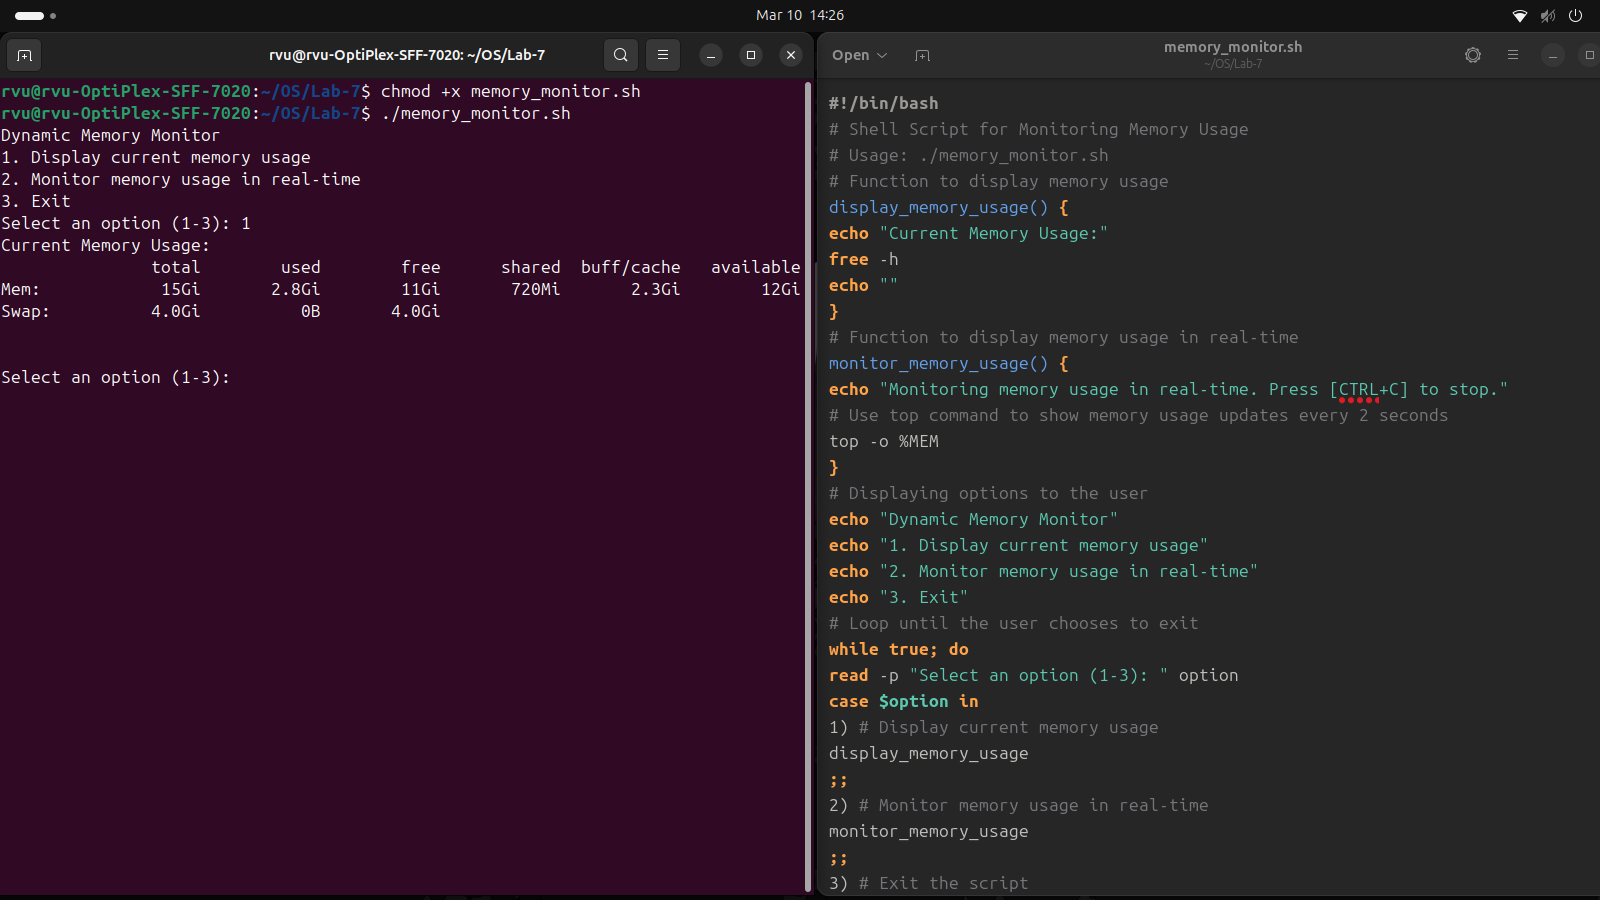 Mar 10 14:26
rvu@rvu-OptiPlex-SFF-7020: ~/OS/Lab-7
rvu@rvu-OptiPlex-SFF-7020:~/OS/Lab-7$ chmod +x memory_monitor.sh
rvu@rvu-OptiPlex-SFF-7020:~/OS/Lab-7$ ./memory_monitor.sh
Dynamic Memory Monitor
1. Display current memory usage
2. Monitor memory usage in real-time
3. Exit
Select an option (1-3): 1
Current Memory Usage:
total used free shared buff/cache available
Mem: 15Gi 2.8Gi 11Gi 720Mi 2.3Gi 12Gi
Swap: 4.0Gi 0B 4.0Gi
Select an option (1-3):
Open
memory_monitor.sh
~/OS/Lab-7
#!/bin/bash
# Shell Script for Monitoring Memory Usage
# Usage: ./memory_monitor.sh
# Function to display memory usage
display_memory_usage() {
echo "Current Memory Usage:"
free -h
echo ""
}
# Function to display memory usage in real-time
monitor_memory_usage() {
echo "Monitoring memory usage in real-time. Press [CTRL+C] to stop."
# Use top command to show memory usage updates every 2 seconds
top -o %MEM
}
# Displaying options to the user
echo "Dynamic Memory Monitor"
echo "1. Display current memory usage"
echo "2. Monitor memory usage in real-time"
echo "3. Exit"
# Loop until the user chooses to exit
while true; do
read -p "Select an option (1-3): " option
case $option in
1) # Display current memory usage
display_memory_usage
;;
2) # Monitor memory usage in real-time
monitor_memory_usage
;;
3) # Exit the script